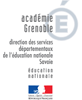 académie
Grenoble
direction des services
départementaux
de l'éducation nationale
Savoie
éducation
nationale